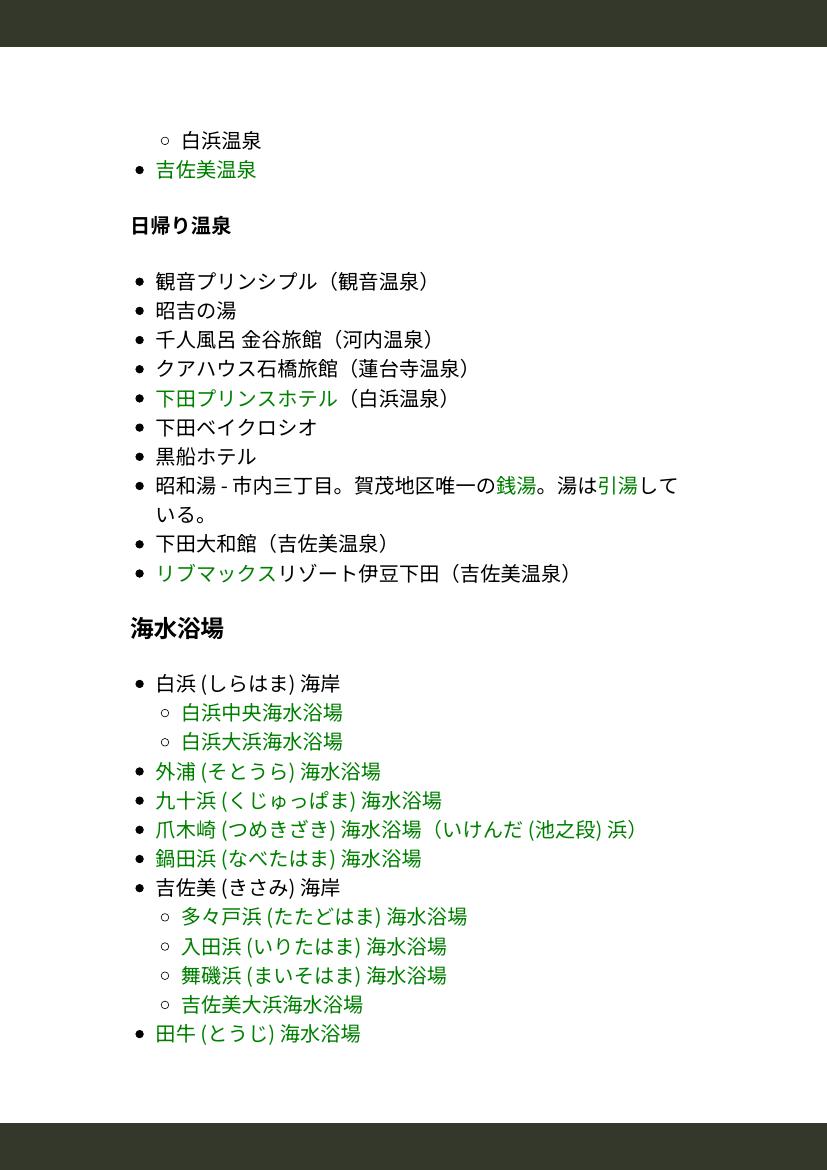 白浜温泉
吉佐美温泉
日帰り温泉
観音プリンシプル（観音温泉）
昭吉の湯
千人風呂 金谷旅館（河内温泉）
クアハウス石橋旅館（蓮台寺温泉）
下田プリンスホテル（白浜温泉）
下田ベイクロシオ
黒船ホテル
昭和湯 - 市内三丁目。賀茂地区唯一の銭湯。湯は引湯して
いる。
下田大和館（吉佐美温泉）
リブマックスリゾート伊豆下田（吉佐美温泉）
海水浴場
白浜 (しらはま) 海岸
白浜中央海水浴場
白浜大浜海水浴場
外浦 (そとうら) 海水浴場
九十浜 (くじゅっぱま) 海水浴場
爪木崎 (つめきざき) 海水浴場（いけんだ (池之段) 浜）
鍋田浜 (なべたはま) 海水浴場
吉佐美 (きさみ) 海岸
多々戸浜 (たたどはま) 海水浴場
入田浜 (いりたはま) 海水浴場
舞磯浜 (まいそはま) 海水浴場
吉佐美大浜海水浴場
田牛 (とうじ) 海水浴場